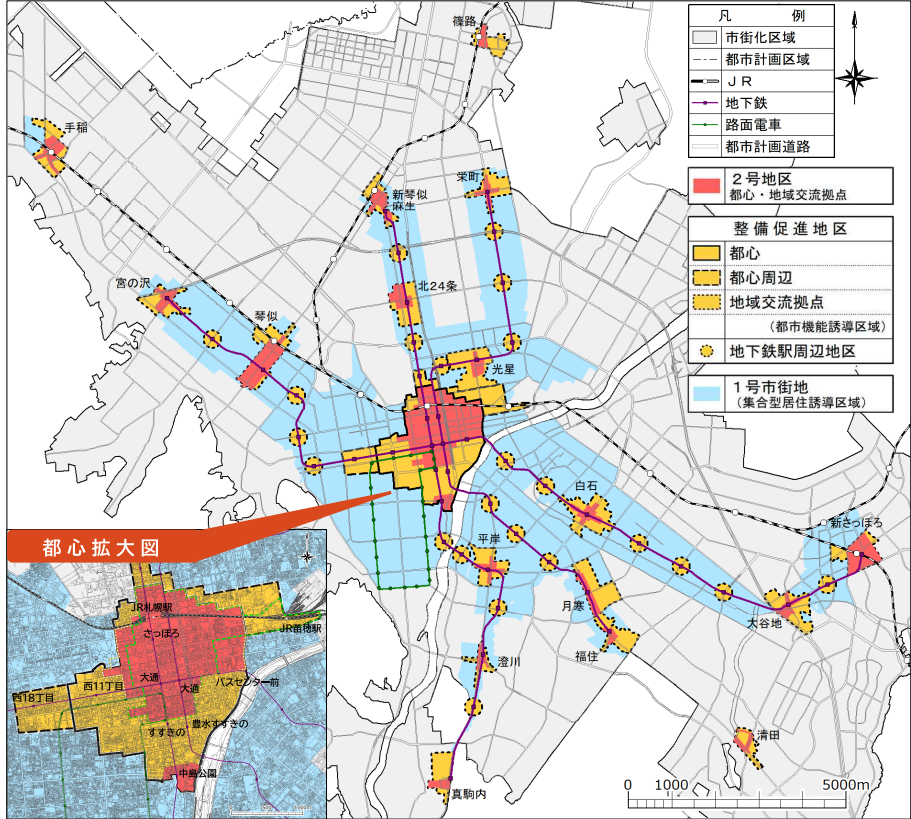 凡 例
市街化区域
都市計画区域
ＪＲ
地下鉄
路面電車
都市計画道路
２号地区
都心・地域交流拠点
整備促進地区
都心
都心周辺
地域交流拠点
（都市機能誘導区域）
地下鉄駅周辺地区
１号市街地
（集合型居住誘導区域）
篠路
手稲
新琴似
麻生
栄町
宮の沢
北24条
琴似
光星
白石
新さっぽろ
平岸
月寒
大谷地
福住
澄川
清田
真駒内
0 1000 5000m
都心拡大図
JR札幌駅
さっぽろ
JR苗穂駅
大通
西11丁目
大通
バスセンター前
西18丁目
豊水すすきの
すすきの
中島公園